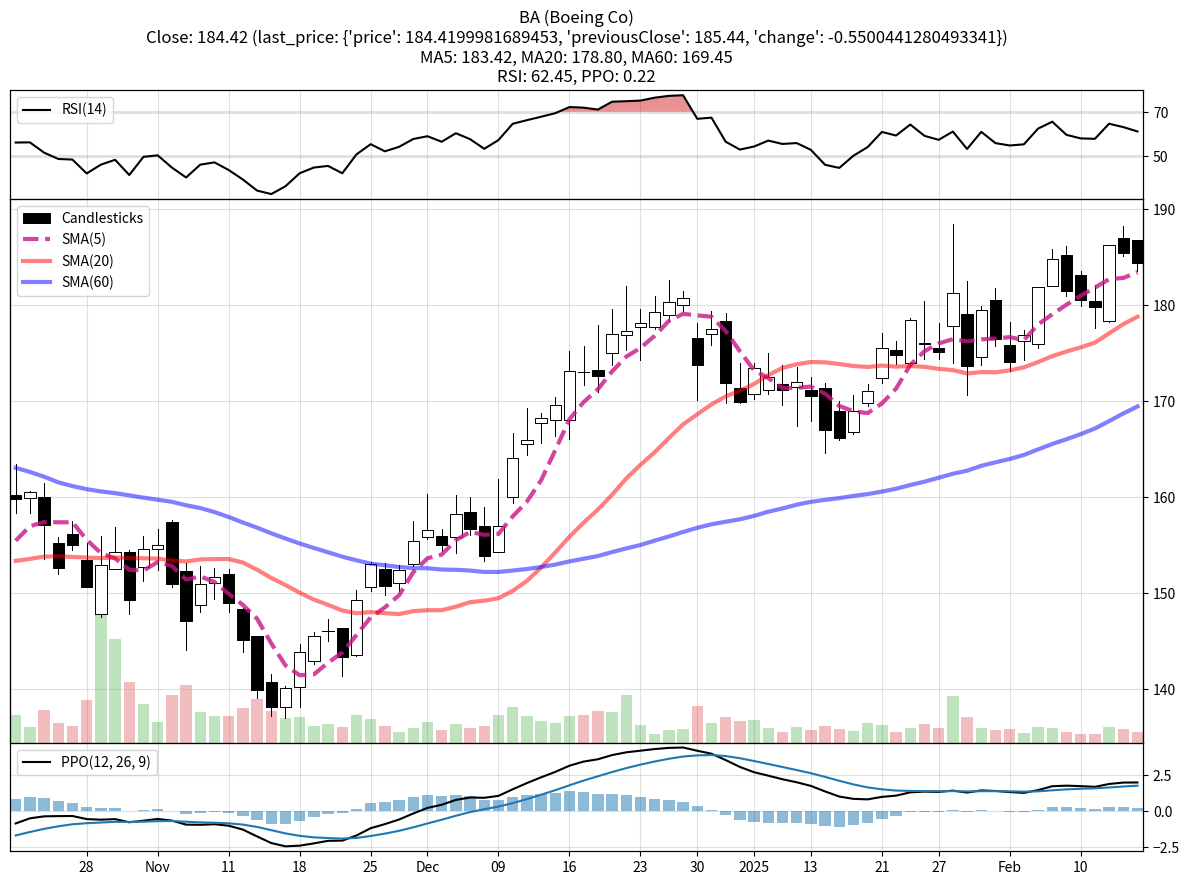 BA (Boeing Co)
Close: 184.42 (last_price: {'price': 184.4199981689453, 'previousClose': 185.44, 'change': -0.5500441280493341})
MA5: 183.42, MA20: 178.80, MA60: 169.45
RSI: 62.45, PPO: 0.22
RSI(14)
70
50
Candlesticks
SMA(5)
SMA(20)
SMA(60)
190
180
170
160
150
140
PPO(12, 26, 9)
2.5
0.0
−2.5
28 Nov 11 18 25 Dec 09 16 23 30 2025 13 21 27 Feb 10